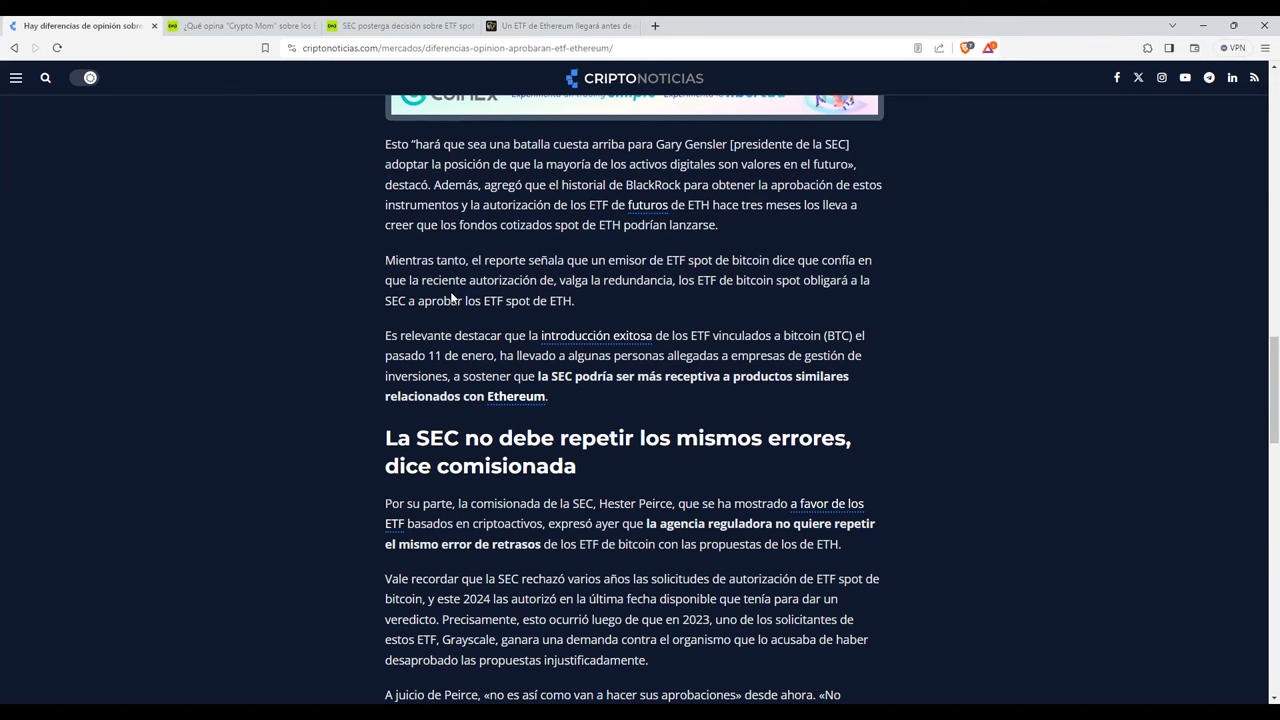 Hay diferencias de opinión sobre
¿Qué opina "Crypto Mom" sobre los E
SEC posterga decisión sobre ETF spot
Un ETF de Ethereum llegará antes de
criptonoticias.com/mercados/diferencias-opinion-aprobaran-etf-ethereum/
VPN
CRIPTONOTICIAS
Esto "hará que sea una batalla cuesta arriba para Gary Gensler [presidente de la SEC]
adoptar la posición de que la mayoría de los activos digitales son valores en el futuro»,
destacó. Además, agregó que el historial de BlackRock para obtener la aprobación de estos
instrumentos y la autorización de los ETF de futuros de ETH hace tres meses los lleva a
creer que los fondos cotizados spot de ETH podrían lanzarse.
Mientras tanto, el reporte señala que un emisor de ETF spot de bitcoin dice que confía en
que la reciente autorización de, valga la redundancia, los ETF de bitcoin spot obligará a la
SEC a aprobar los ETF spot de ETH.
Es relevante destacar que la introducción exitosa de los ETF vinculados a bitcoin (BTC) el
pasado 11 de enero, ha llevado a algunas personas allegadas a empresas de gestión de
inversiones, a sostener que la SEC podría ser más receptiva a productos similares
relacionados con Ethereum.
La SEC no debe repetir los mismos errores,
dice comisionada
Por su parte, la comisionada de la SEC, Hester Peirce, que se ha mostrado a favor de los
ETF basados en criptoactivos, expresó ayer que la agencia reguladora no quiere repetir
el mismo error de retrasos de los ETF de bitcoin con las propuestas de los de ETH.
Vale recordar que la SEC rechazó varios años las solicitudes de autorización de ETF spot de
bitcoin, y este 2024 las autorizó en la última fecha disponible que tenía para dar un
veredicto. Precisamente, esto ocurrió luego de que en 2023, uno de los solicitantes de
estos ETF, Grayscale, ganara una demanda contra el organismo que lo acusaba de haber
desaprobado las propuestas injustificadamente.
A juicio de Peirce, «no es así como van a hacer sus aprobaciones» desde ahora. «No